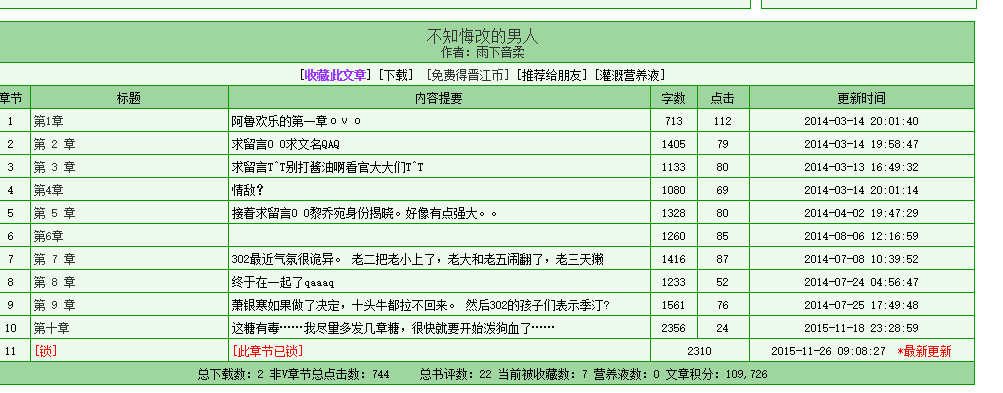 不知悔改的男人
作者：雨下音柔
[收藏此文章] [下载] [免费得晋江币] [推荐给朋友] [灌溉营养液]
章节 标题 内容提要 字数 点击 更新时间
1 第1章 阿鲁欢乐的第一章ｏｖｏ 713 112 2014-03-14 20:01:40
2 第 2 章 求留言O O求文名QAQ 1405 79 2014-03-14 19:58:47
3 第 3 章 求留言T^T别打酱油啊看官大大们T^T 1133 80 2014-03-13 16:49:32
4 第4章 情敌？ 1080 69 2014-03-14 20:01:14
5 第 5 章 接着求留言O O黎乔宛身份揭晓。好像有点强大。。 1328 80 2014-04-02 19:47:29
6 第6章 1260 85 2014-08-06 12:16:59
7 第 7 章 302最近气氛很诡异。 老二把老小上了，老大和老五闹翻了，老三天懒 1416 87 2014-07-08 10:39:52
8 第 8 章 终于在一起了qaaaq 1233 52 2014-07-24 04:56:47
9 第 9 章 萧银寒如果做了决定，十头牛都拉不回来。 然后302的孩子们表示季汀? 1561 76 2014-07-25 17:49:48
10 第十章 这糖有毒……我尽里多发几章糖，很快就要开始泼狗血了…… 2356 24 2015-11-18 23:28:59
11 [锁] [此章节已锁] 2310 2015-11-26 09:08:27 *最新更新
总下载数：2 非V章节总点击数：744 总书评数：22 当前被收藏数：7 营养液数：0 文章积分：109,726